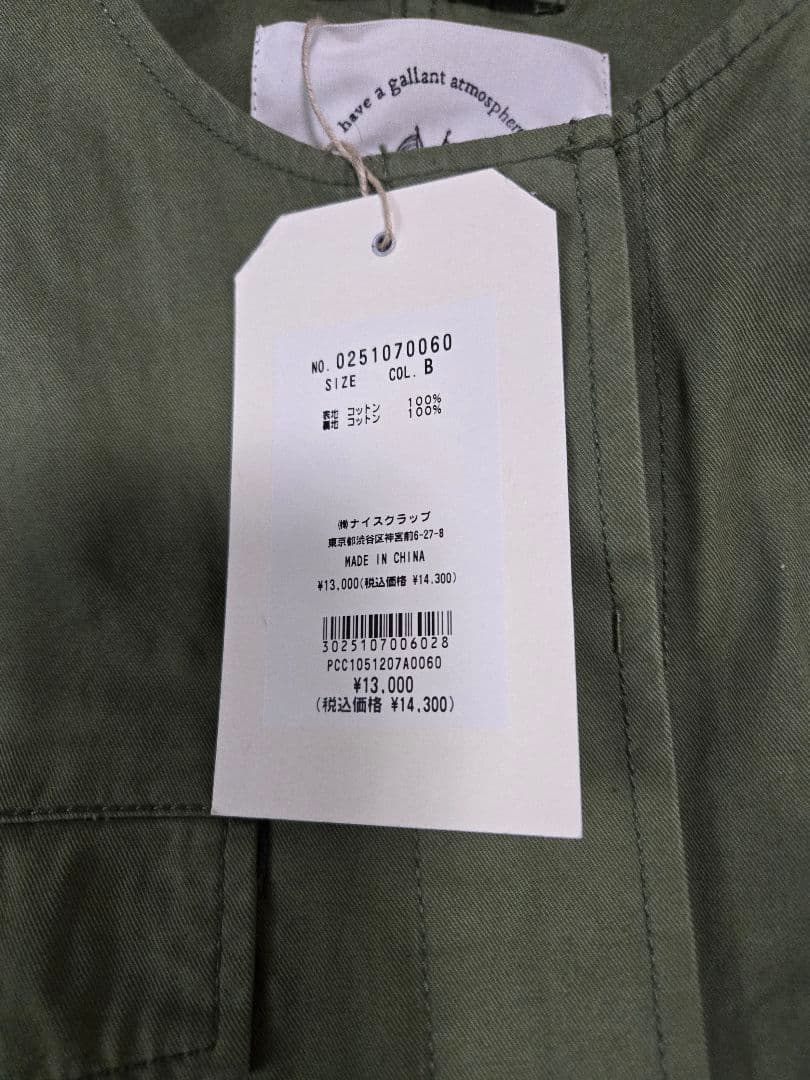 have a gallant atmosphere
NO. 0251070060
SIZE COL. B
表地 コットン 100%
裏地 コットン 100%
㈱ナイスクラップ
東京都渋谷区神宮前6-27-8
MADE IN CHINA
¥13,000(税込価格 ¥14,300)
3025107006028
PCC1051207A0060
¥13,000
(税込価格 ¥14,300)